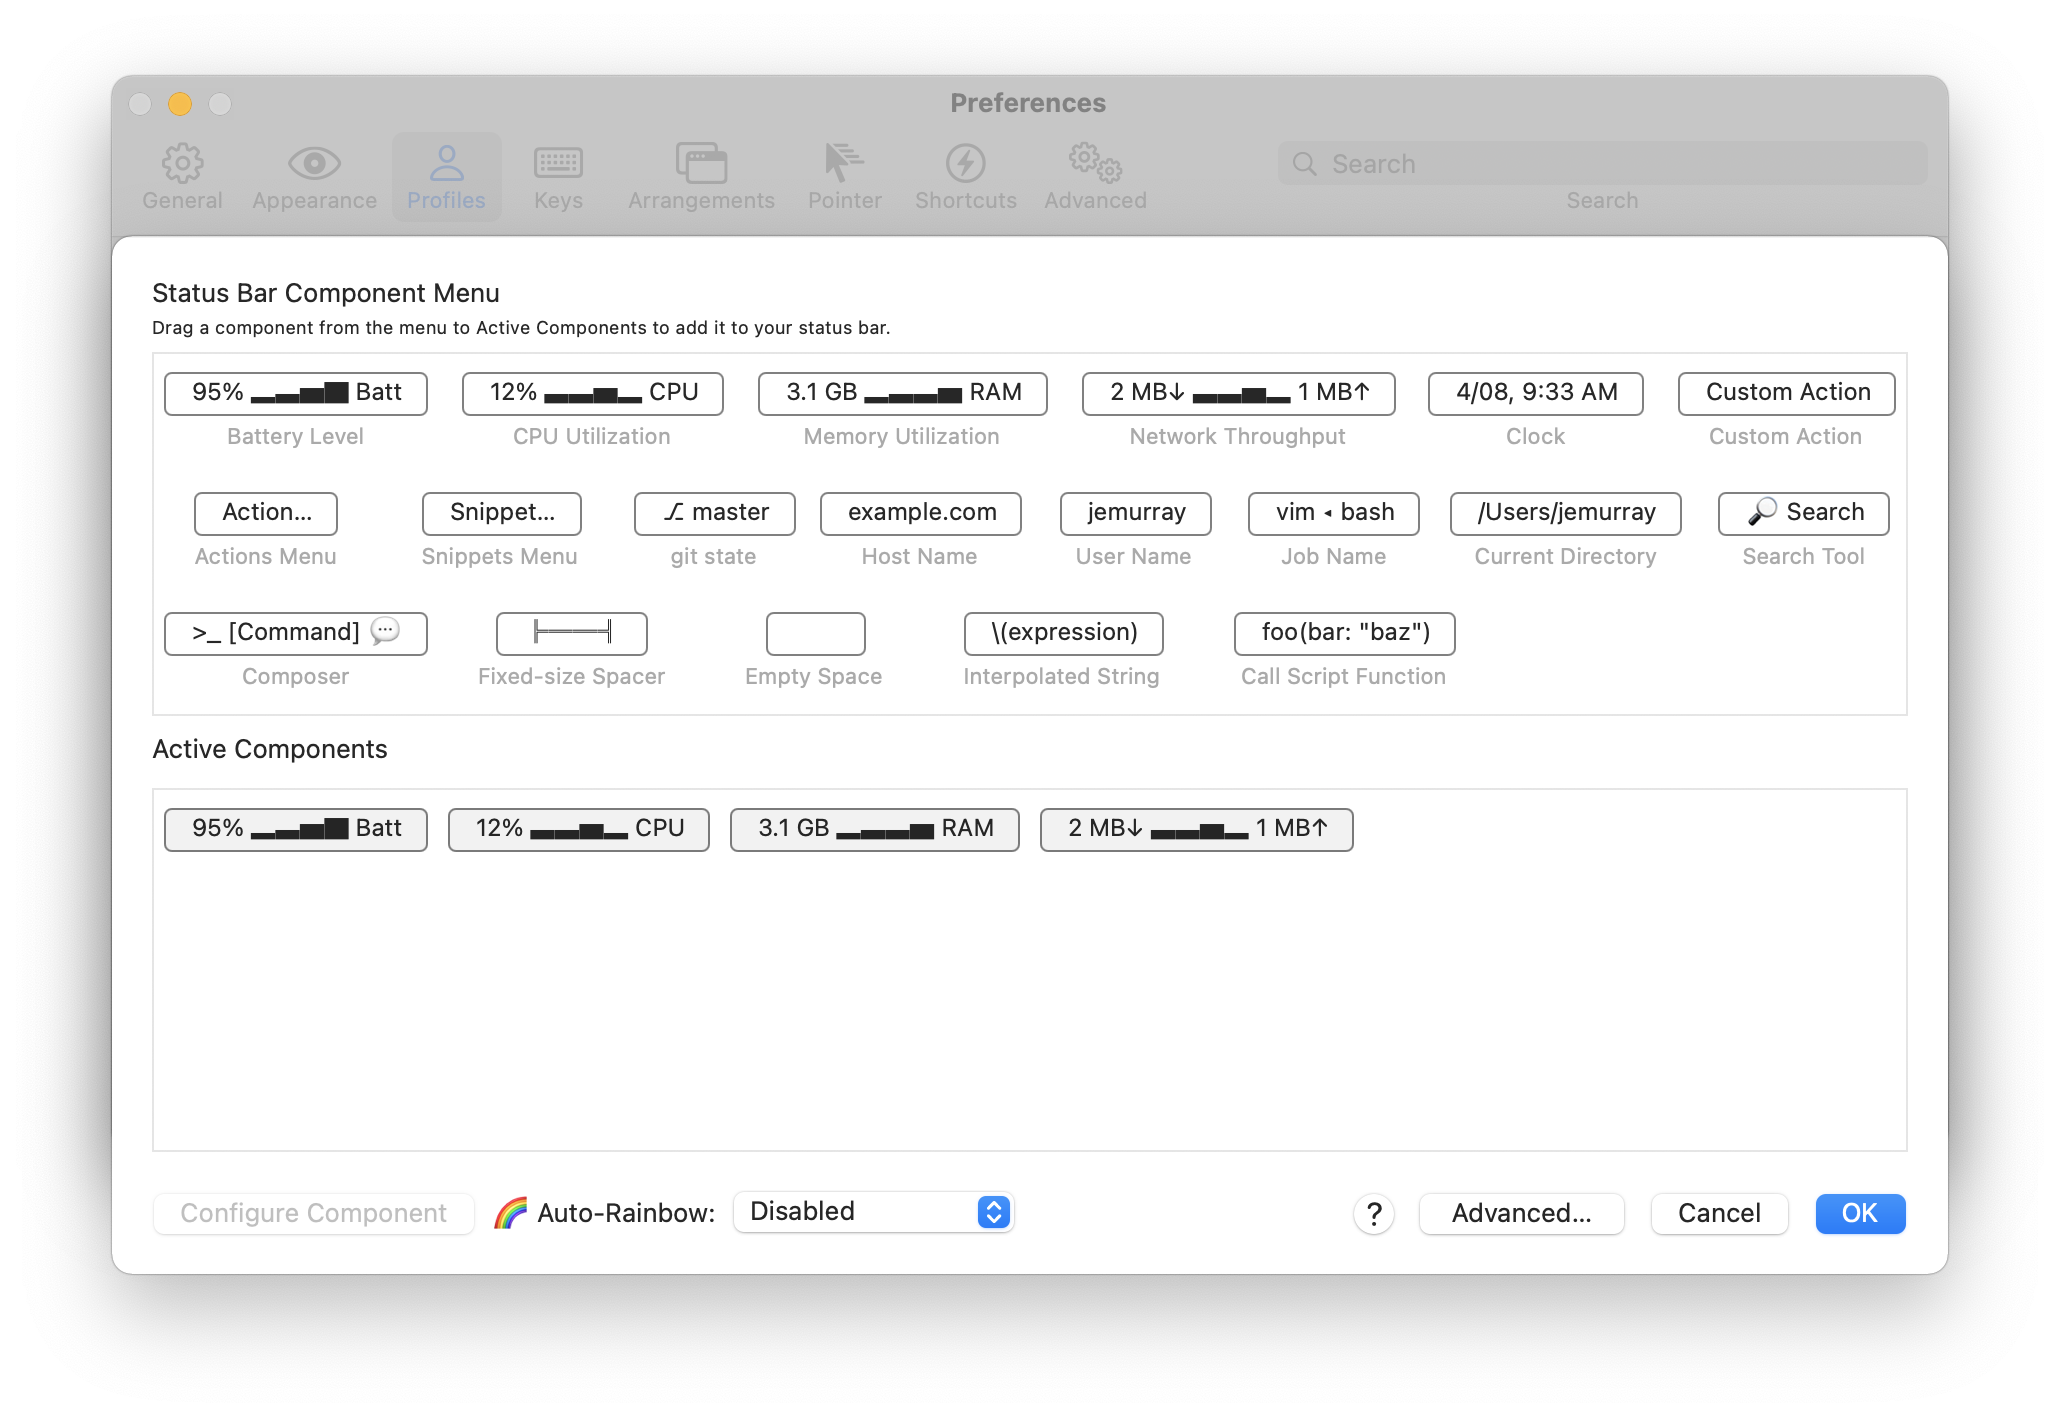 Preferences
General Appearance Profiles Keys Arrangements Pointer Shortcuts Advanced Search
Search
Status Bar Component Menu
Drag a component from the menu to Active Components to add it to your status bar.
95% Batt 12% CPU 3.1 GB RAM 2 MB↓ 1 MB↑ 4/08, 9:33 AM Custom Action
Battery Level CPU Utilization Memory Utilization Network Throughput Clock Custom Action
Action... Snippet... master example.com jemurray vim ◂ bash /Users/jemurray Search
Actions Menu Snippets Menu git state Host Name User Name Job Name Current Directory Search Tool
>_ [Command] \(expression) foo(bar: "baz")
Composer Fixed-size Spacer Empty Space Interpolated String Call Script Function
Active Components
95% Batt 12% CPU 3.1 GB RAM 2 MB↓ 1 MB↑
Configure Component Auto-Rainbow: Disabled ? Advanced... Cancel OK